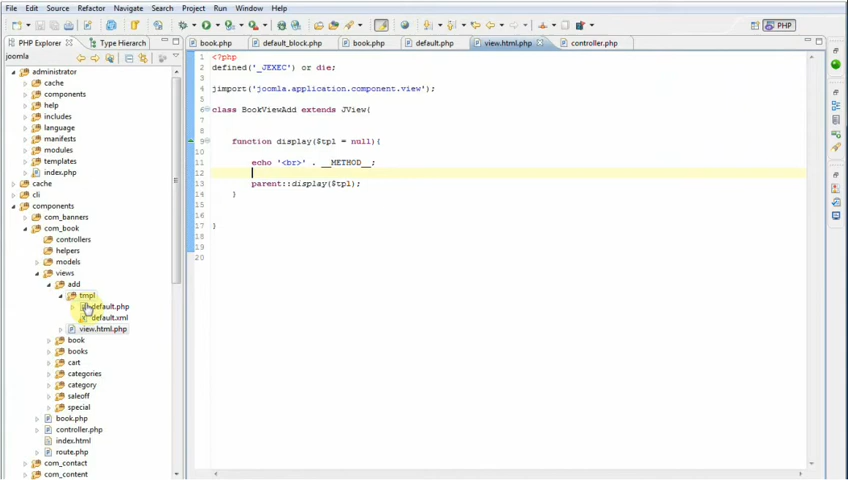 File Edit Source Refactor Navigate Search Project Run Window Help
PHP
PHP Explorer Type Hierarch
book.php default_block.php book.php default.php view.html.php controller.php
joomla
administrator
cache
components
help
includes
language
manifests
modules
templates
index.php
cache
cli
components
com_banners
com_book
controllers
helpers
models
views
add
tmpl
default.php
default.xml
view.html.php
book
books
cart
categories
category
saleoff
special
book.php
controller.php
index.html
route.php
com_contact
com_content
1 <?php
2 defined('_JEXEC') or die;
3
4 jimport('joomla.application.component.view');
5
6 class BookViewAdd extends JView{
7
8
9 function display($tpl = null){
10
11 echo '<br>' . __METHOD__;
12
13 parent::display($tpl);
14 }
15
16
17 }
18
19
20